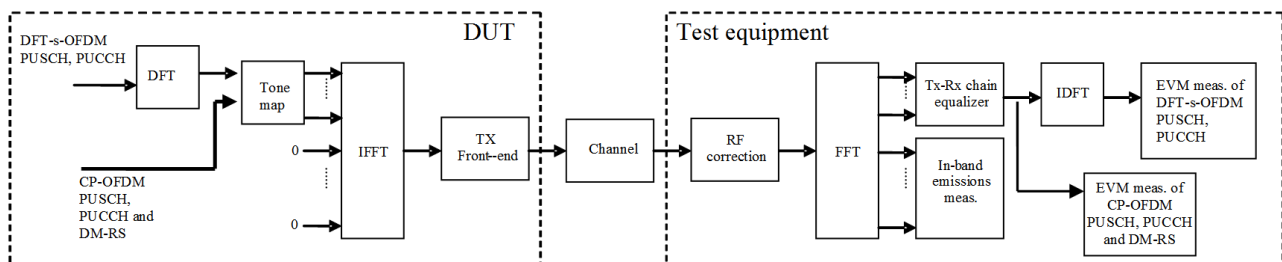 DUT
Test equipment
DFT-s-OFDM
PUSCH, PUCCH
DFT
Tone
map
CP-OFDM
PUSCH,
PUCCH and
DM-RS
0
0
IFFT
TX
Front--end
Channel
RF
correction
FFT
Tx-Rx chain
equalizer
In-band
emissions
meas.
IDFT
EVM meas. of
DFT-s-OFDM
PUSCH,
PUCCH
EVM meas. of
CP-OFDM
PUSCH, PUCCH
and DM-RS